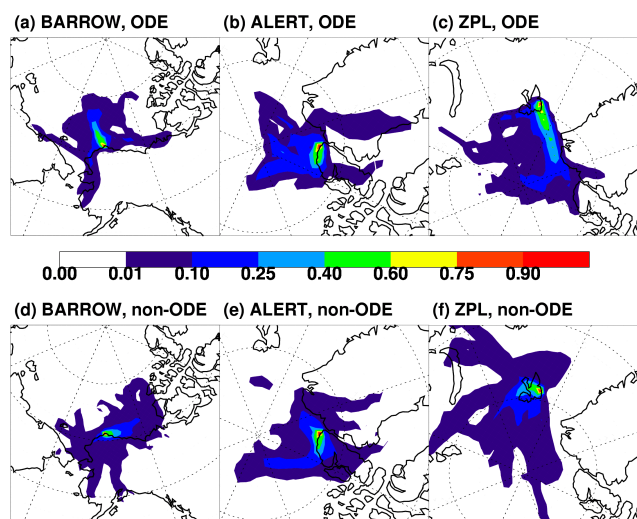 (a) BARROW, ODE (b) ALERT, ODE (c) ZPL, ODE
0.00 0.01 0.10 0.25 0.40 0.60 0.75 0.90
(d) BARROW, non-ODE (e) ALERT, non-ODE (f) ZPL, non-ODE